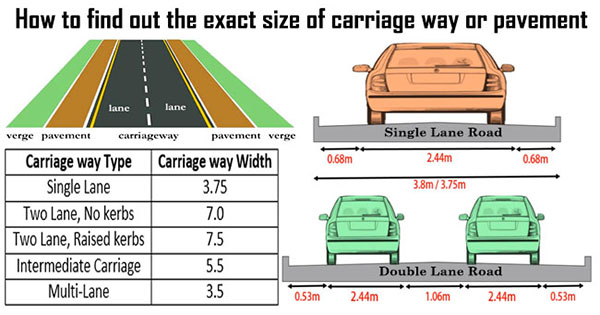 How to find out the exact size of carriage way or pavement
lane lane
verge pavement carriageway pavement verge
Carriage way Type Carriage way Width
Single Lane 3.75
Two Lane, No kerbs 7.0
Two Lane, Raised kerbs 7.5
Intermediate Carriage 5.5
Multi-Lane 3.5
Single Lane Road
0.68m 2.44m 0.68m
3.8m / 3.75m
Double Lane Road
0.53m 2.44m 1.06m 2.44m 0.53m